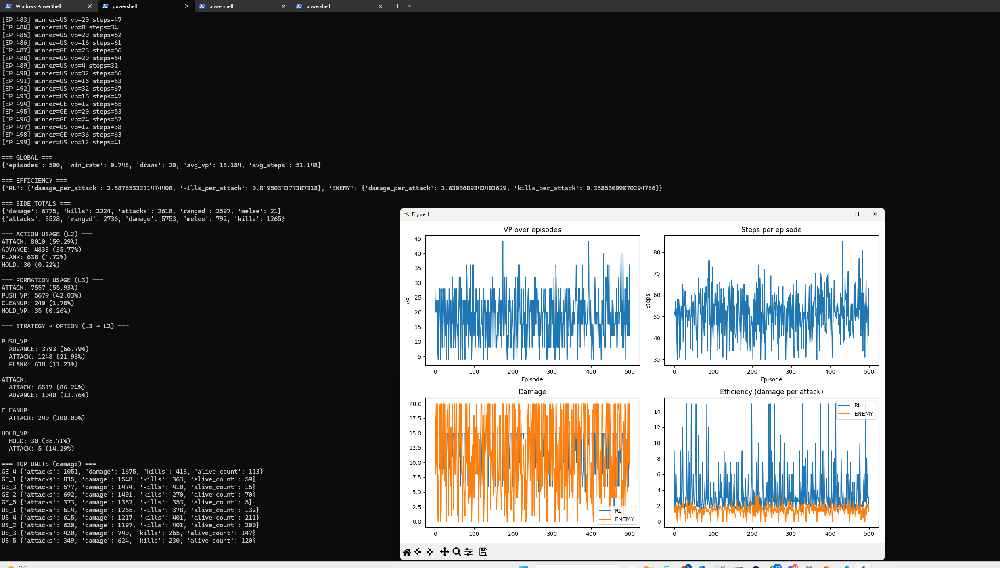 Windows PowerShell
powershell
powershell
powershell
[EP 483] winner=US vp=20 steps=47
[EP 484] winner=US vp=8 steps=34
[EP 485] winner=US vp=20 steps=52
[EP 486] winner=US vp=16 steps=61
[EP 487] winner=GE vp=28 steps=56
[EP 488] winner=US vp=20 steps=54
[EP 489] winner=US vp=4 steps=31
[EP 490] winner=US vp=32 steps=56
[EP 491] winner=US vp=16 steps=53
[EP 492] winner=US vp=32 steps=67
[EP 493] winner=US vp=16 steps=47
[EP 494] winner=GE vp=12 steps=55
[EP 495] winner=GE vp=20 steps=53
[EP 496] winner=GE vp=24 steps=52
[EP 497] winner=US vp=12 steps=38
[EP 498] winner=GE vp=36 steps=63
[EP 499] winner=US vp=12 steps=41
=== GLOBAL ===
{'episodes': 500, 'win_rate': 0.748, 'draws': 20, 'avg_vp': 18.184, 'avg_steps': 51.148}
=== EFFICIENCY ===
{'RL': {'damage_per_attack': 2.5878533231474408, 'kills_per_attack': 0.8495034377387318}, 'ENEMY': {'damage_per_attack': 1.6306689342403629, 'kills_per_attack': 0.35856009070294786}}
=== SIDE TOTALS ===
{'damage': 6775, 'kills': 2224, 'attacks': 2618, 'ranged': 2597, 'melee': 21}
{'attacks': 3528, 'ranged': 2736, 'damage': 5753, 'melee': 792, 'kills': 1265}
=== ACTION USAGE (L2) ===
ATTACK: 8010 (59.29%)
ADVANCE: 4833 (35.77%)
FLANK: 638 (4.72%)
HOLD: 30 (0.22%)
=== FORMATION USAGE (L3) ===
ATTACK: 7557 (55.93%)
PUSH_VP: 5679 (42.03%)
CLEANUP: 240 (1.78%)
HOLD_VP: 35 (0.26%)
=== STRATEGY → OPTION (L3 → L2) ===
PUSH_VP:
ADVANCE: 3793 (66.79%)
ATTACK: 1248 (21.98%)
FLANK: 638 (11.23%)
ATTACK:
ATTACK: 6517 (86.24%)
ADVANCE: 1040 (13.76%)
CLEANUP:
ATTACK: 240 (100.00%)
HOLD_VP:
HOLD: 30 (85.71%)
ATTACK: 5 (14.29%)
=== TOP UNITS (damage) ===
GE_4 {'attacks': 1051, 'damage': 1675, 'kills': 418, 'alive_count': 113}
GE_1 {'attacks': 835, 'damage': 1548, 'kills': 363, 'alive_count': 59}
GE_3 {'attacks': 577, 'damage': 1474, 'kills': 410, 'alive_count': 15}
GE_2 {'attacks': 692, 'damage': 1401, 'kills': 270, 'alive_count': 70}
GE_5 {'attacks': 373, 'damage': 1387, 'kills': 353, 'alive_count': 5}
US_1 {'attacks': 614, 'damage': 1265, 'kills': 378, 'alive_count': 132}
US_4 {'attacks': 615, 'damage': 1217, 'kills': 401, 'alive_count': 211}
US_2 {'attacks': 620, 'damage': 1197, 'kills': 401, 'alive_count': 200}
US_3 {'attacks': 420, 'damage': 740, 'kills': 265, 'alive_count': 147}
US_5 {'attacks': 349, 'damage': 624, 'kills': 230, 'alive_count': 120}
Figure 1
VP over episodes
45
40
35
30
25
20
15
10
5
VP
0 100 200 300 400 500
Episode
Steps per episode
80
70
60
50
40
30
Steps
0 100 200 300 400 500
Episode
Damage
20.0
17.5
15.0
12.5
10.0
7.5
5.0
2.5
0.0
RL
ENEMY
0 100 200 300 400 500
Efficiency (damage per attack)
14
12
10
8
6
4
2
0
RL
ENEMY
0 100 200 300 400 500
11°C
8
24
9+